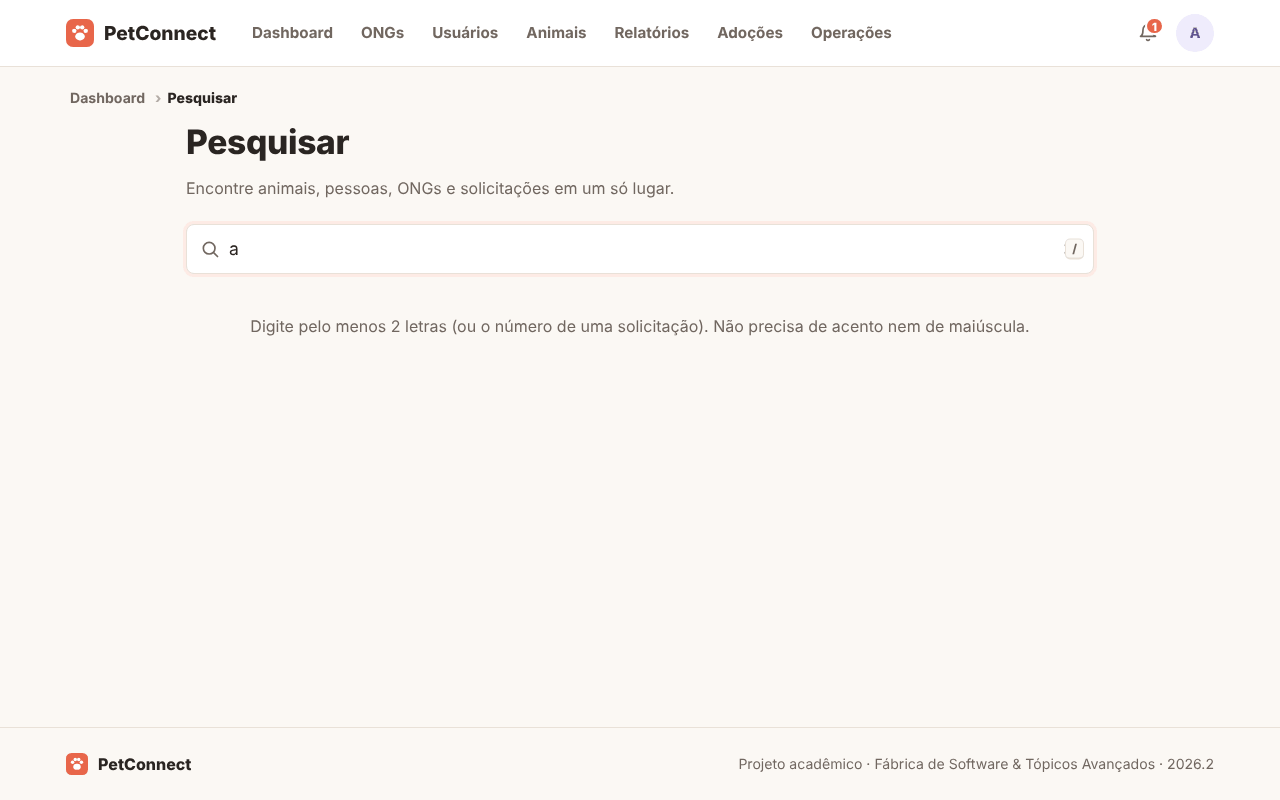 PetConnect Dashboard ONGs Usuários Animais Relatórios Adoções Operações 1 A
Dashboard › Pesquisar
Pesquisar
Encontre animais, pessoas, ONGs e solicitações em um só lugar.
a /
Digite pelo menos 2 letras (ou o número de uma solicitação). Não precisa de acento nem de maiúscula.
PetConnect Projeto acadêmico · Fábrica de Software & Tópicos Avançados · 2026.2